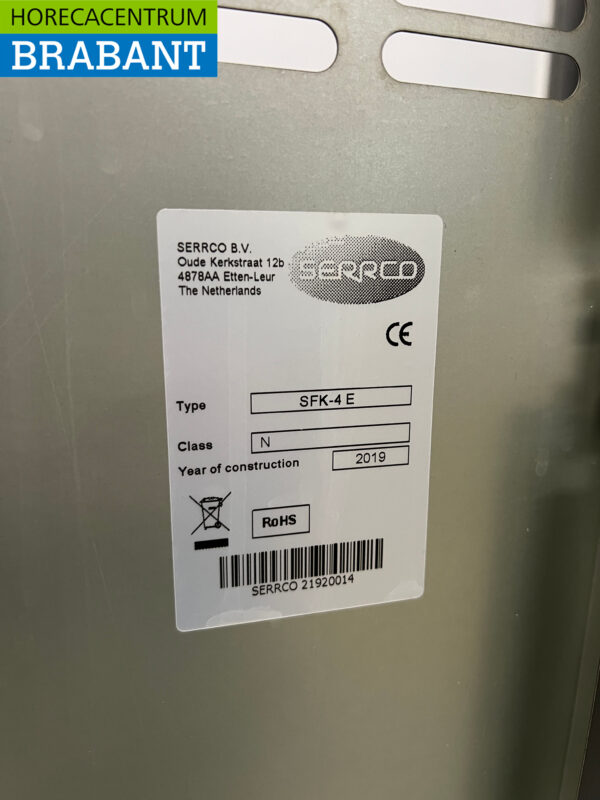 HORECACENTRUM
BRABANT
SERRCO B.V.
Oude Kerkstraat 12b
4878AA Etten-Leur
The Netherlands
SERRCO
CE
Type SFK-4 E
Class N
Year of construction 2019
RoHS
SERRCO 21920014